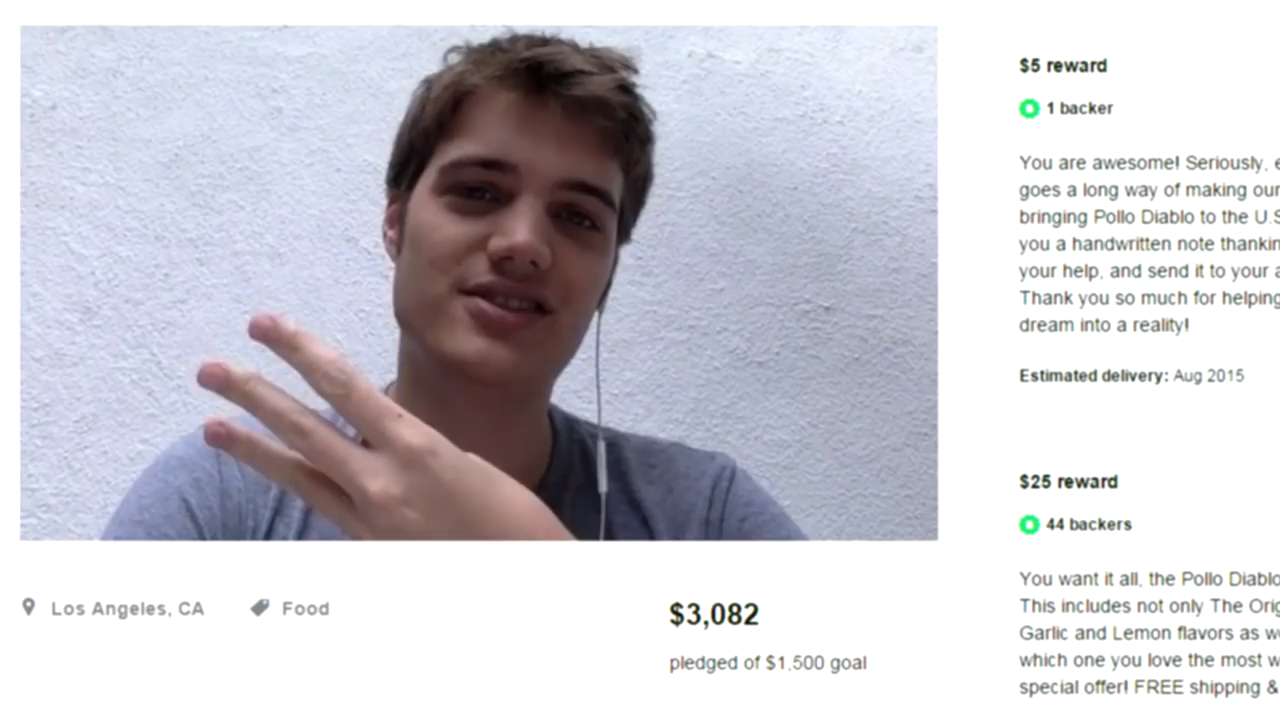 $5 reward
1 backer
You are awesome! Seriously,
goes a long way of making our
bringing Pollo Diablo to the
you a handwritten note
your help, and send it to your
Thank you so much for helping
dream into a reality!
Estimated delivery: Aug 2015
$25 reward
44 backers
You want it all, the Pollo Diablo
This includes not only The
Garlic and Lemon flavors as
which one you love the most
special offer! FREE shipping &
Los Angeles, CA
Food
$3,082
pledged of $1,500 goal